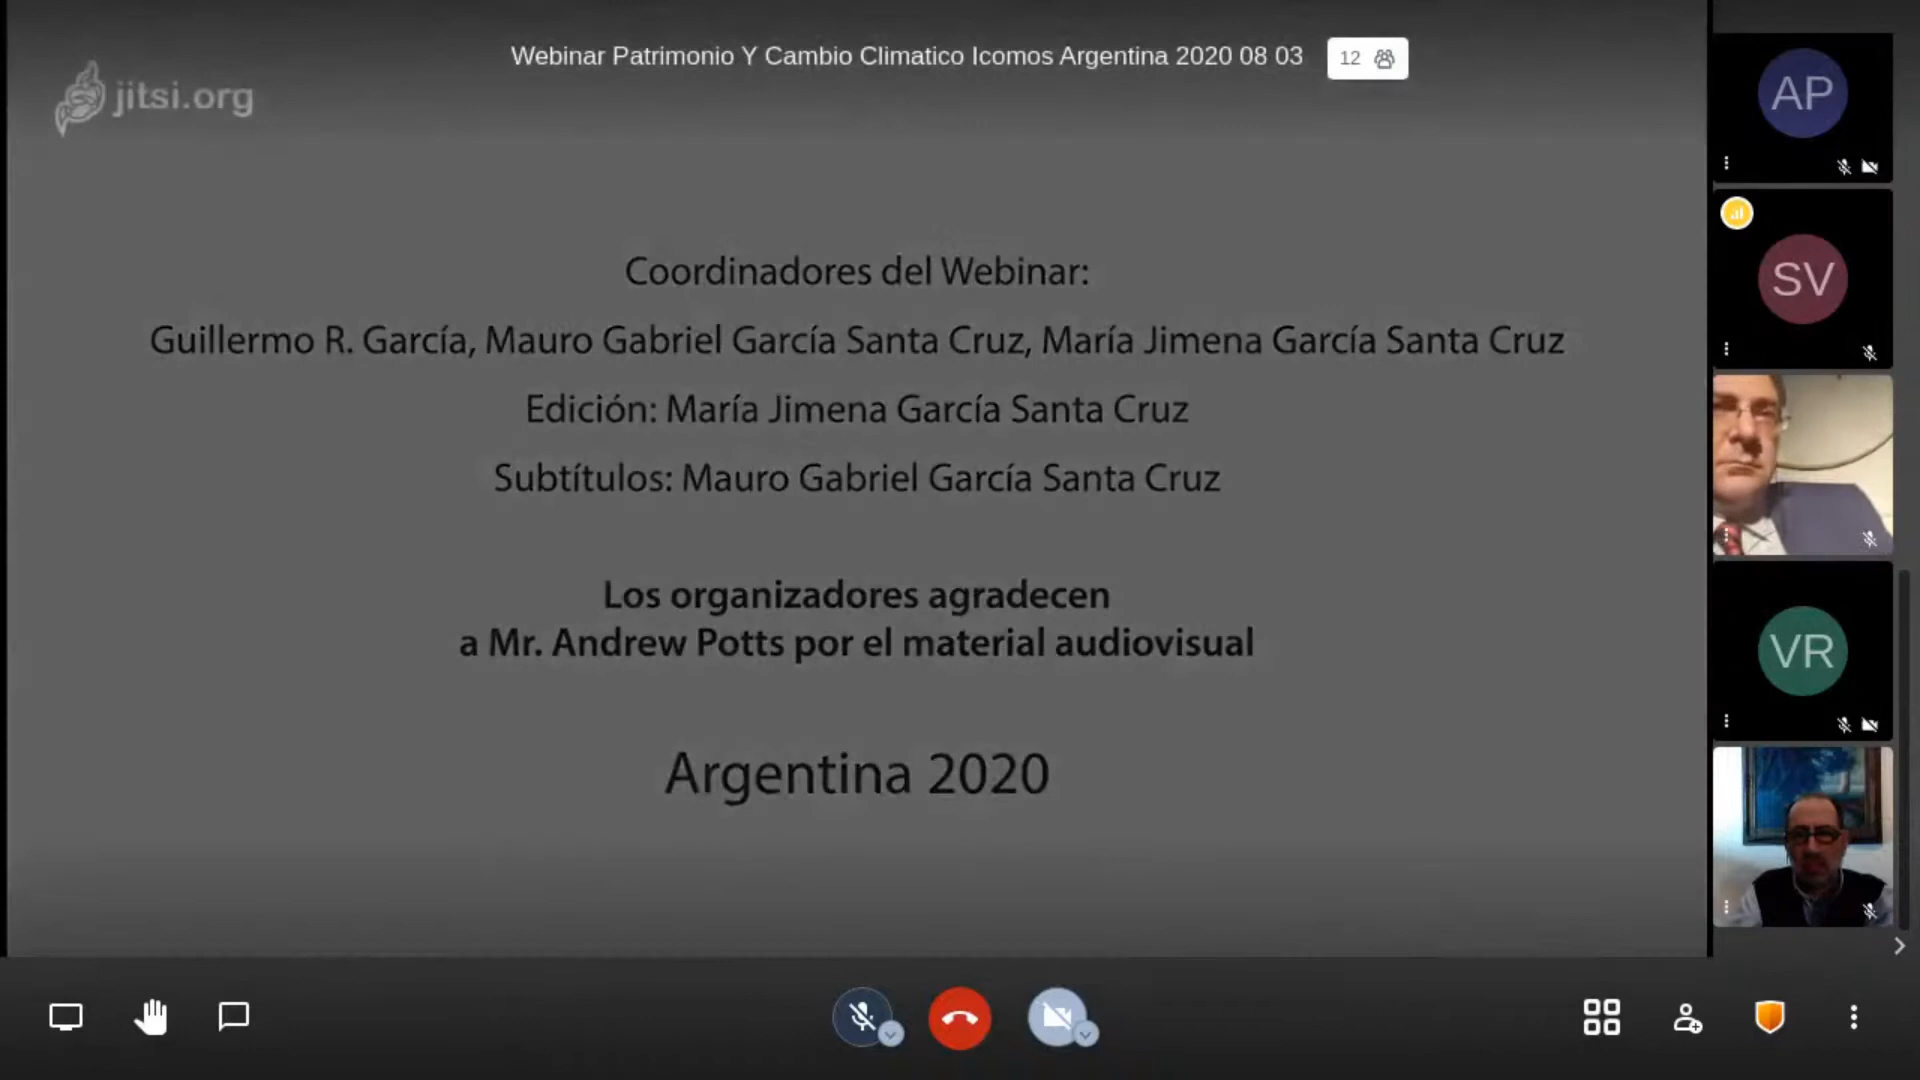 Webinar Patrimonio Y Cambio Climatico Icomos Argentina 2020 08 03
12
jitsi.org
Coordinadores del Webinar:
Guillermo R. García, Mauro Gabriel García Santa Cruz, María Jimena García Santa Cruz
Edición: María Jimena García Santa Cruz
Subtítulos: Mauro Gabriel García Santa Cruz
Los organizadores agradecen
a Mr. Andrew Potts por el material audiovisual
Argentina 2020
AP
SV
VR